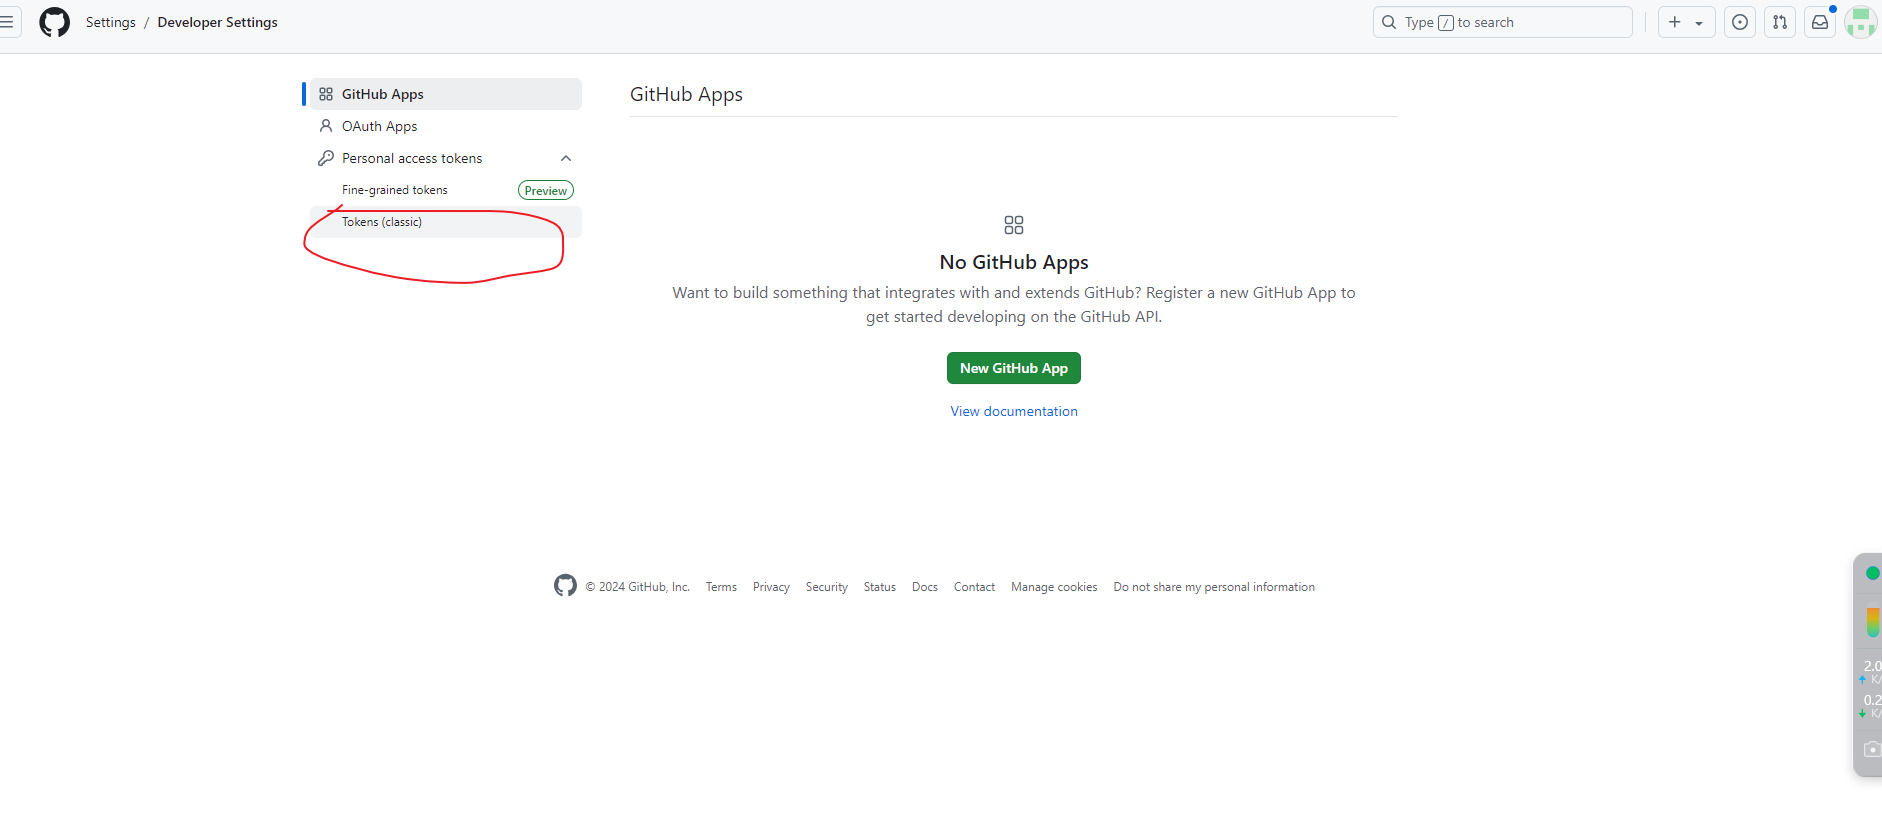 Settings / Developer Settings
Type / to search
GitHub Apps
OAuth Apps
Personal access tokens
Fine-grained tokens Preview
Tokens (classic)
GitHub Apps
No GitHub Apps
Want to build something that integrates with and extends GitHub? Register a new GitHub App to
get started developing on the GitHub API.
New GitHub App
View documentation
© 2024 GitHub, Inc. Terms Privacy Security Status Docs Contact Manage cookies Do not share my personal information
2.0
K/
0.2
K/